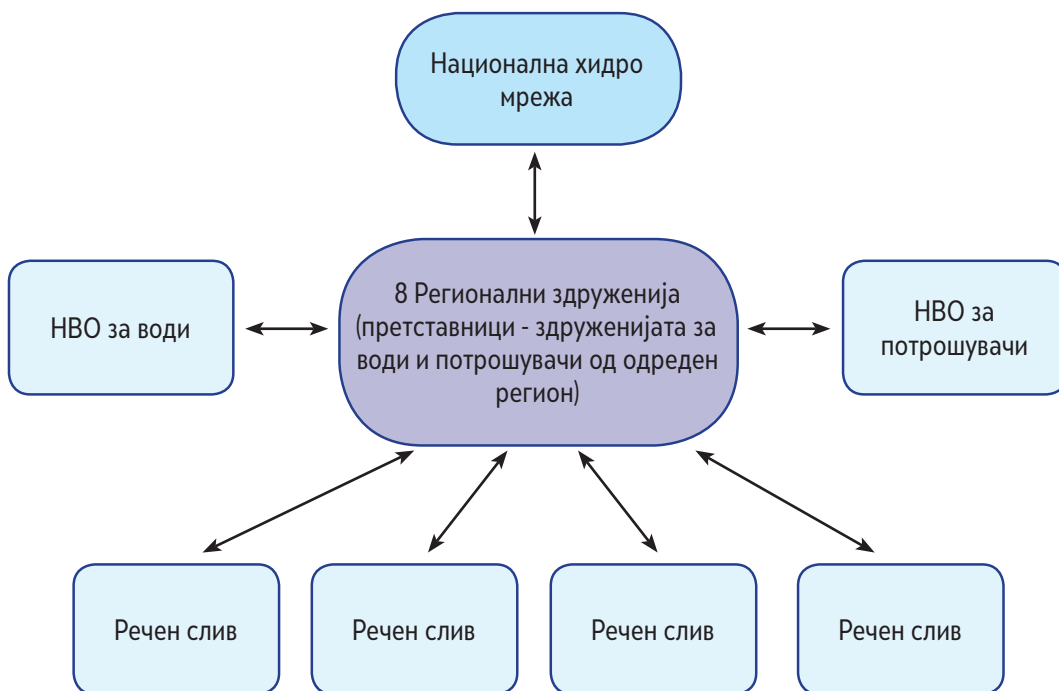 Национална хидро
мрежа
НВО за води
8 Регионални здруженија
(претставници - здруженијата за
води и потрошувачи од одреден
регион)
НВО за
потрошувачи
Речен слив
Речен слив
Речен слив
Речен слив